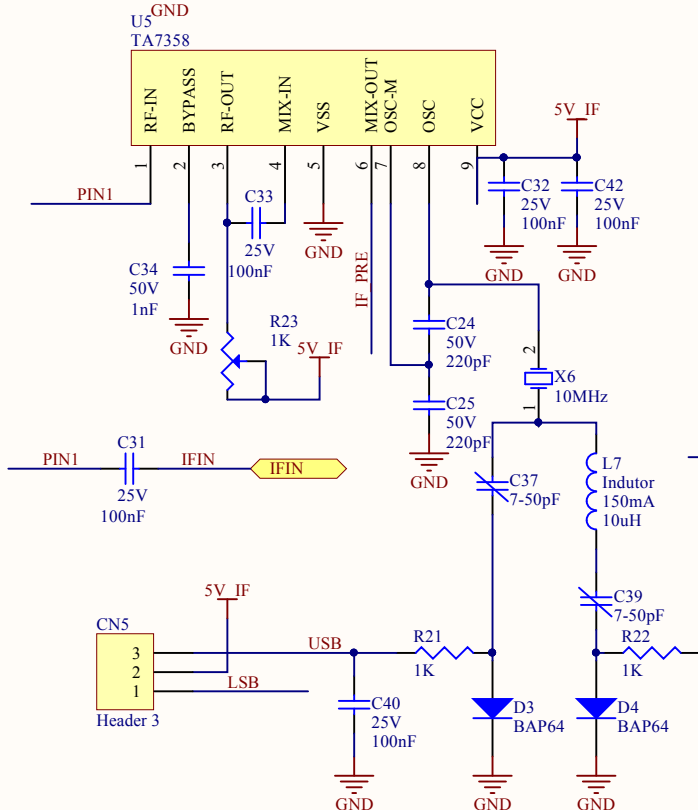 GND
U5
TA7358
RF-IN
BYPASS
RF-OUT
MIX-IN
VSS
MIX-OUT
OSC-M
OSC
VCC
1
2
3
4
5
6
7
8
9
5V_IF
PIN1
C33
25V
100nF
C32
25V
100nF
C42
25V
100nF
GND
GND
GND
C34
50V
1nF
GND
IF_PRE
R23
1K
5V_IF
C24
50V
220pF
2
X6
10MHz
1
C25
50V
220pF
GND
PIN1
C31
25V
100nF
IFIN
IFIN
C37
7-50pF
L7
Indutor
150mA
10uH
5V_IF
C39
7-50pF
CN5
3
2
1
Header 3
USB
LSB
R21
1K
R22
1K
C40
25V
100nF
D3
BAP64
D4
BAP64
GND
GND
GND